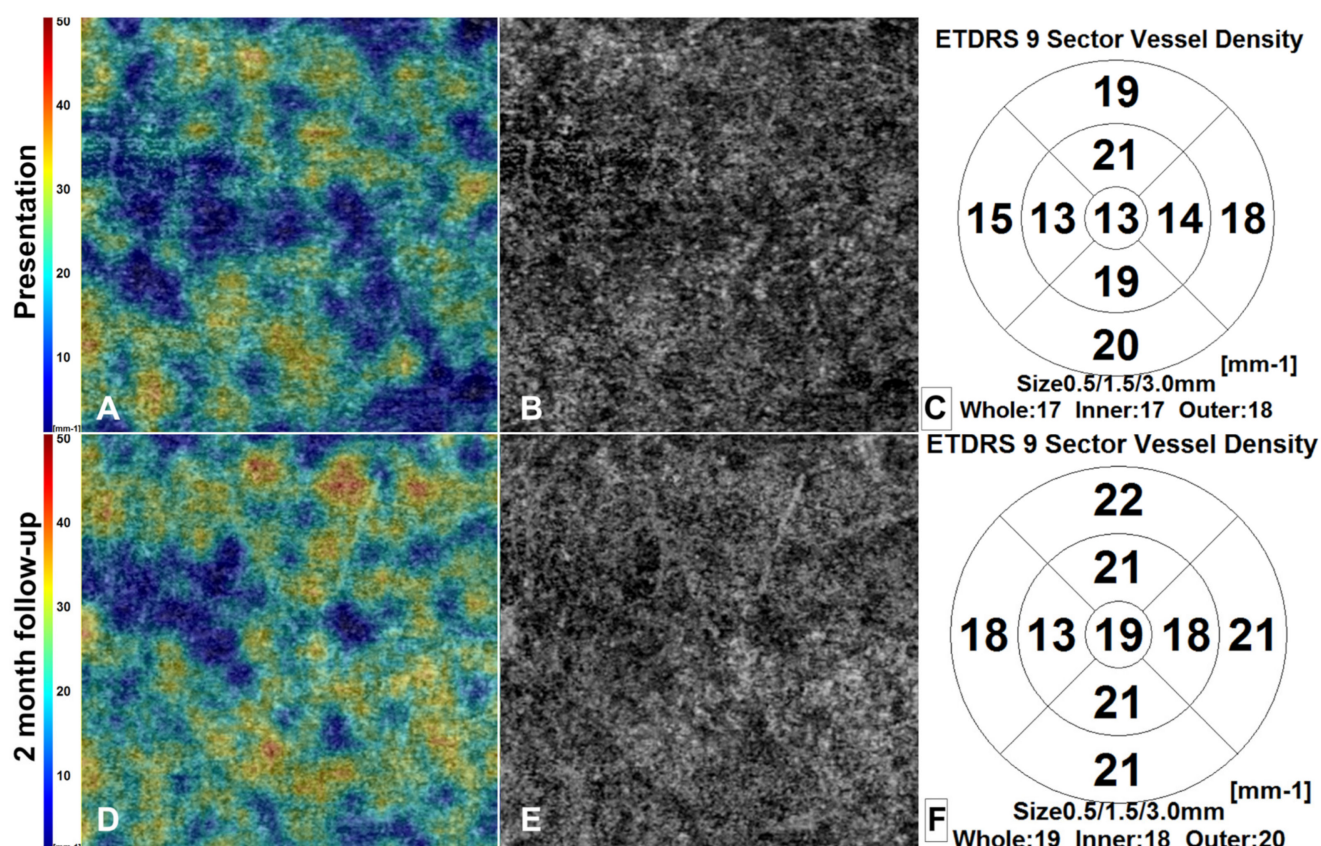 Presentation
50
40
30
20
10
[mm-1]
A
B
ETDRS 9 Sector Vessel Density
19
21
15 13 13 14 18
19
20
[mm-1]
Size0.5/1.5/3.0mm
C Whole:17 Inner:17 Outer:18
2 month follow-up
50
40
30
20
10
D
E
ETDRS 9 Sector Vessel Density
22
21
18 13 19 18 21
21
21
[mm-1]
Size0.5/1.5/3.0mm
F Whole:19 Inner:18 Outer:20